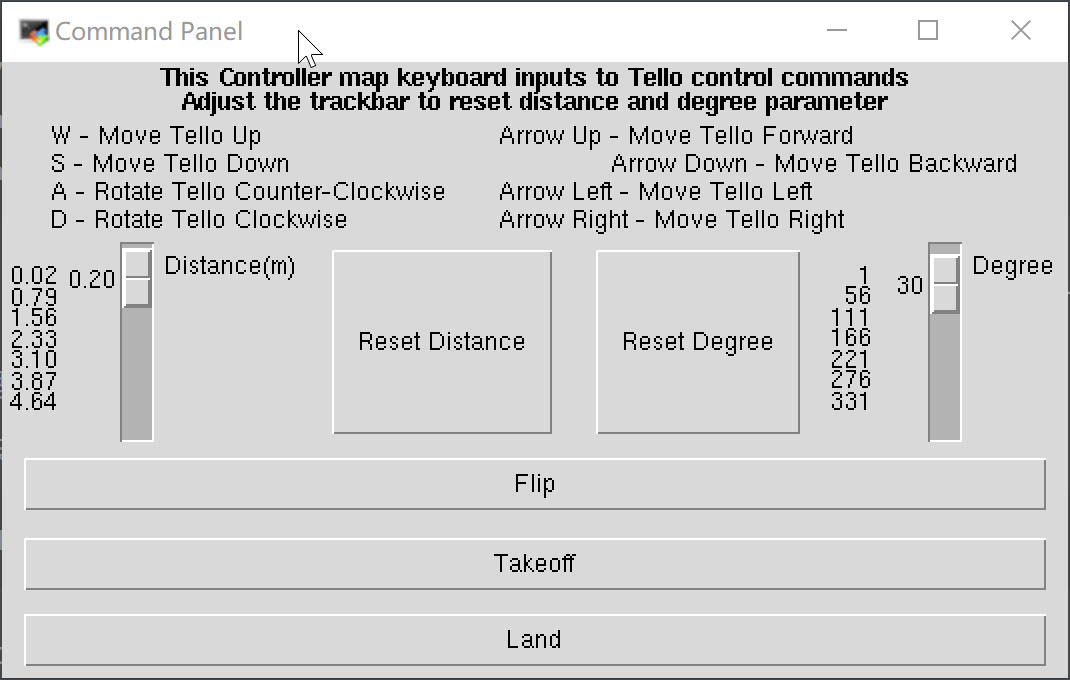 Command Panel
This Controller map keyboard inputs to Tello control commands
Adjust the trackbar to reset distance and degree parameter
W - Move Tello Up
Arrow Up - Move Tello Forward
S - Move Tello Down
Arrow Down - Move Tello Backward
A - Rotate Tello Counter-Clockwise
Arrow Left - Move Tello Left
D - Rotate Tello Clockwise
Arrow Right - Move Tello Right
0.02
0.79
1.56
2.33
3.10
3.87
4.64
0.20
Distance(m)
Reset Distance
Reset Degree
1
56
111
166
221
276
331
30
Degree
Flip
Takeoff
Land